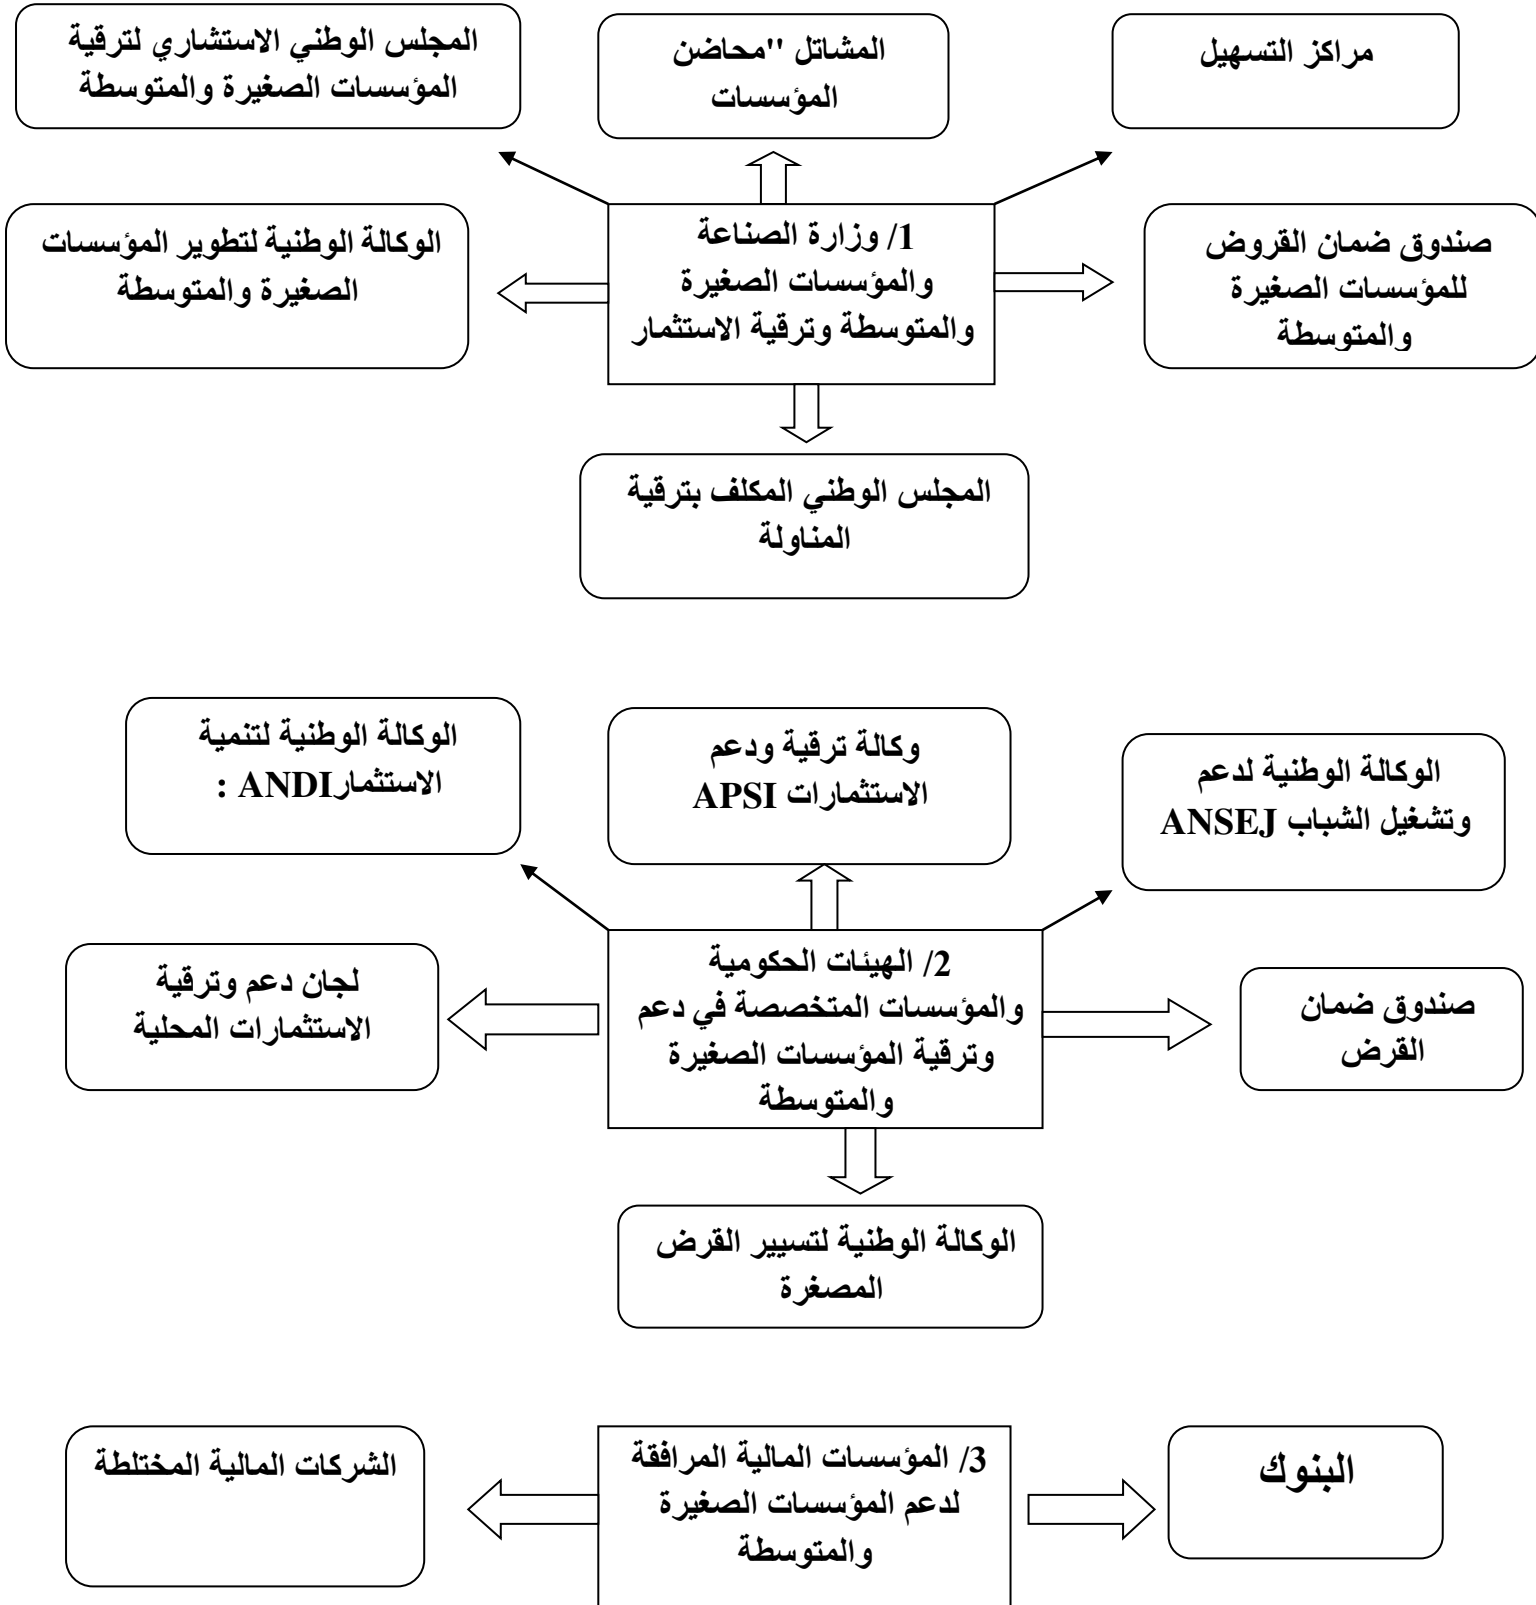 مراكز التسهيل
المشاتل ''محاضن
المؤسسات
المجلس الوطني الاستشاري لترقية
المؤسسات الصغيرة والمتوسطة
صندوق ضمان القروض
للمؤسسات الصغيرة
والمتوسطة
1/ وزارة الصناعة
والمؤسسات الصغيرة
والمتوسطة وترقية الاستثمار
الوكالة الوطنية لتطوير المؤسسات
الصغيرة والمتوسطة
المجلس الوطني المكلف بترقية
المناولة
الوكالة الوطنية لدعم
وتشغيل الشباب ANSEJ
وكالة ترقية ودعم
الاستثمارات APSI
الوكالة الوطنية لتنمية
الاستثمارANDI :
صندوق ضمان
القرض
2/ الهيئات الحكومية
والمؤسسات المتخصصة في دعم
وترقية المؤسسات الصغيرة
والمتوسطة
لجان دعم وترقية
الاستثمارات المحلية
الوكالة الوطنية لتسيير القرض
المصغرة
البنوك
3/ المؤسسات المالية المرافقة
لدعم المؤسسات الصغيرة
والمتوسطة
الشركات المالية المختلطة